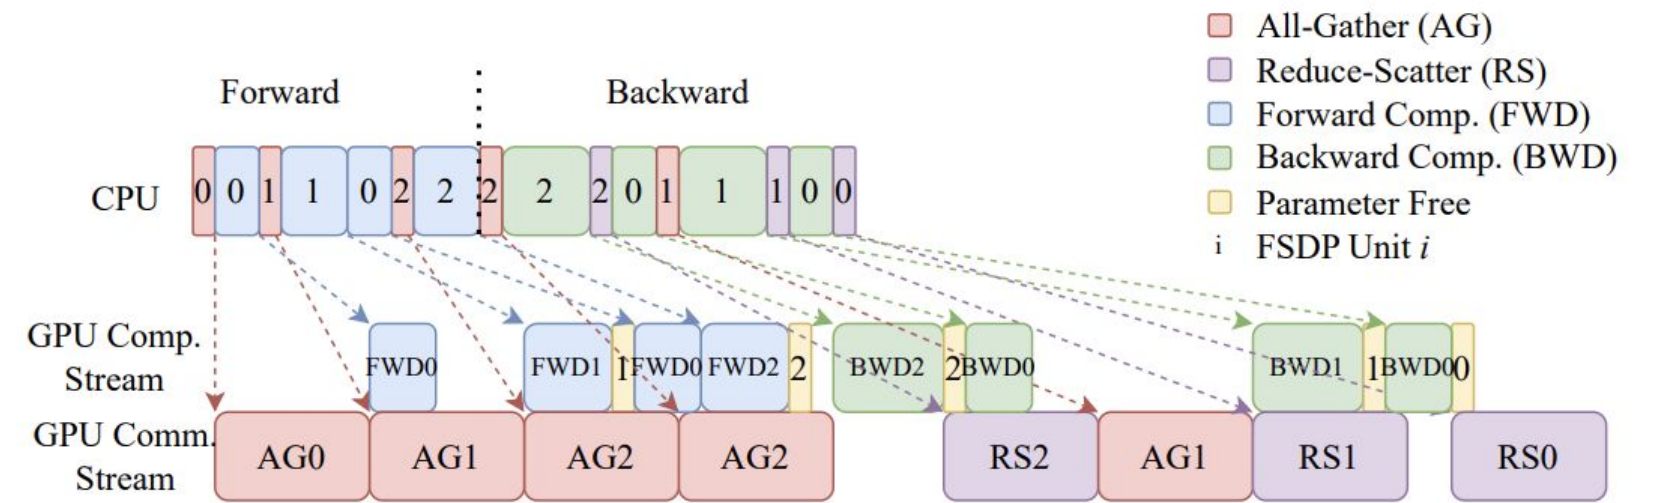 All-Gather (AG)
Reduce-Scatter (RS)
Forward Comp. (FWD)
Backward Comp. (BWD)
Parameter Free
i FSDP Unit i
Forward Backward
CPU 0 0 1 1 0 2 2 2 2 2 0 1 1 1 0 0
GPU Comp.
Stream
FWD0 FWD1 1 FWD0 FWD2 2 BWD2 2 BWD0 BWD1 1 BWD0 0
GPU Comm.
Stream
AG0 AG1 AG2 AG2 RS2 AG1 RS1 RS0